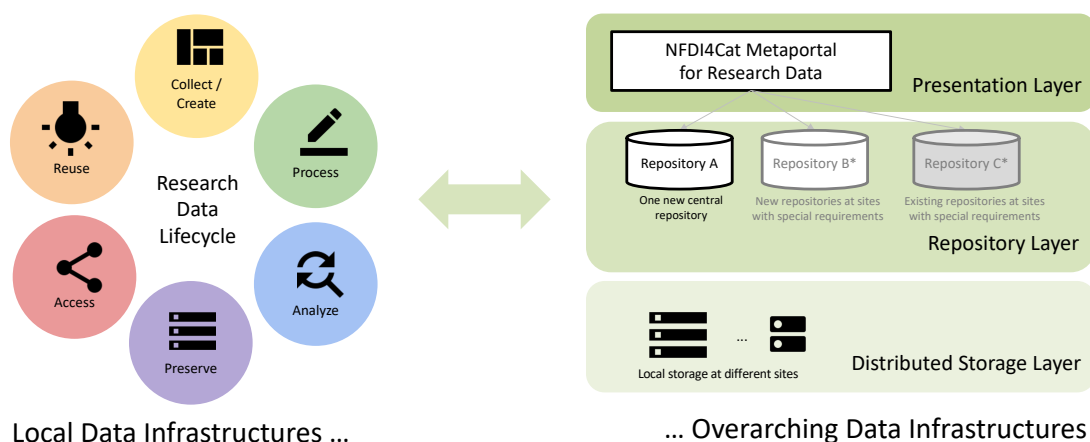 Collect /
Create
Process
Analyze
Preserve
Access
Reuse
Research
Data
Lifecycle
Local Data Infrastructures ...
NFDI4Cat Metaportal
for Research Data
Presentation Layer
Repository A
One new central
repository
Repository B*
New repositories at sites
with special requirements
Repository C*
Existing repositories at sites
with special requirements
Repository Layer
...
Local storage at different sites
Distributed Storage Layer
... Overarching Data Infrastructures